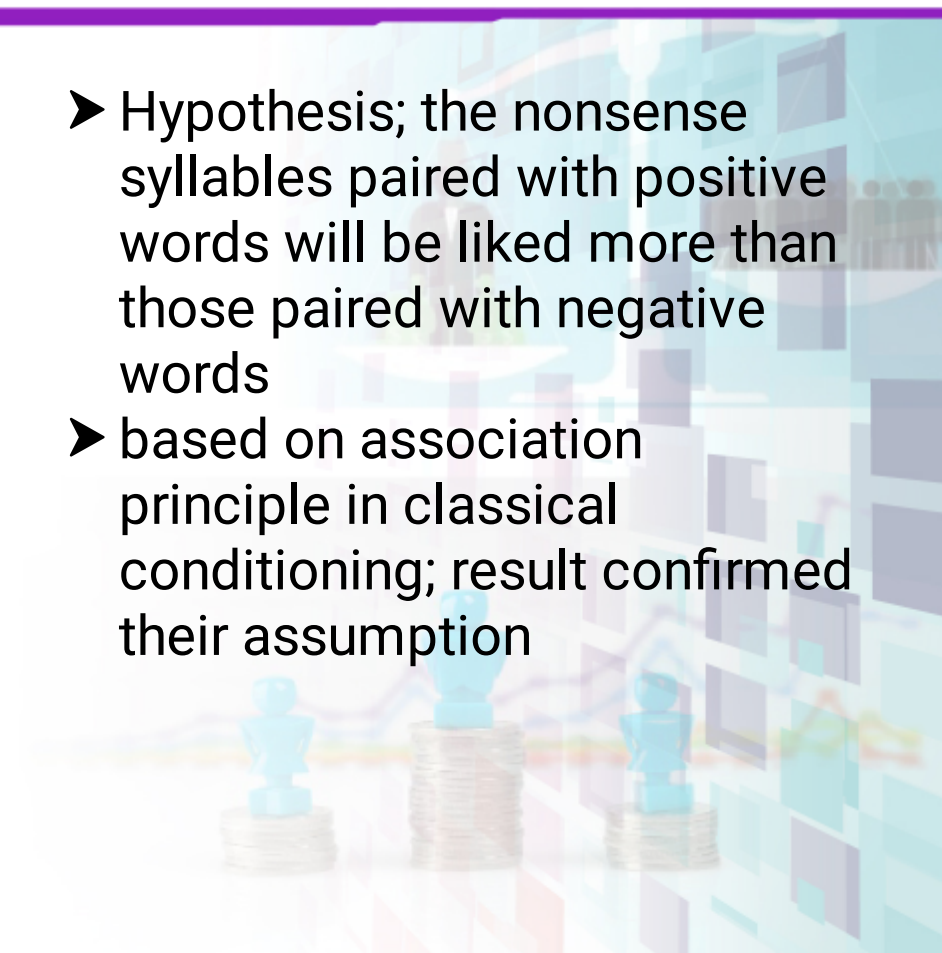 ➤ Hypothesis; the nonsense
syllables paired with positive
words will be liked more than
those paired with negative
words
➤ based on association
principle in classical
conditioning; result confirmed
their assumption